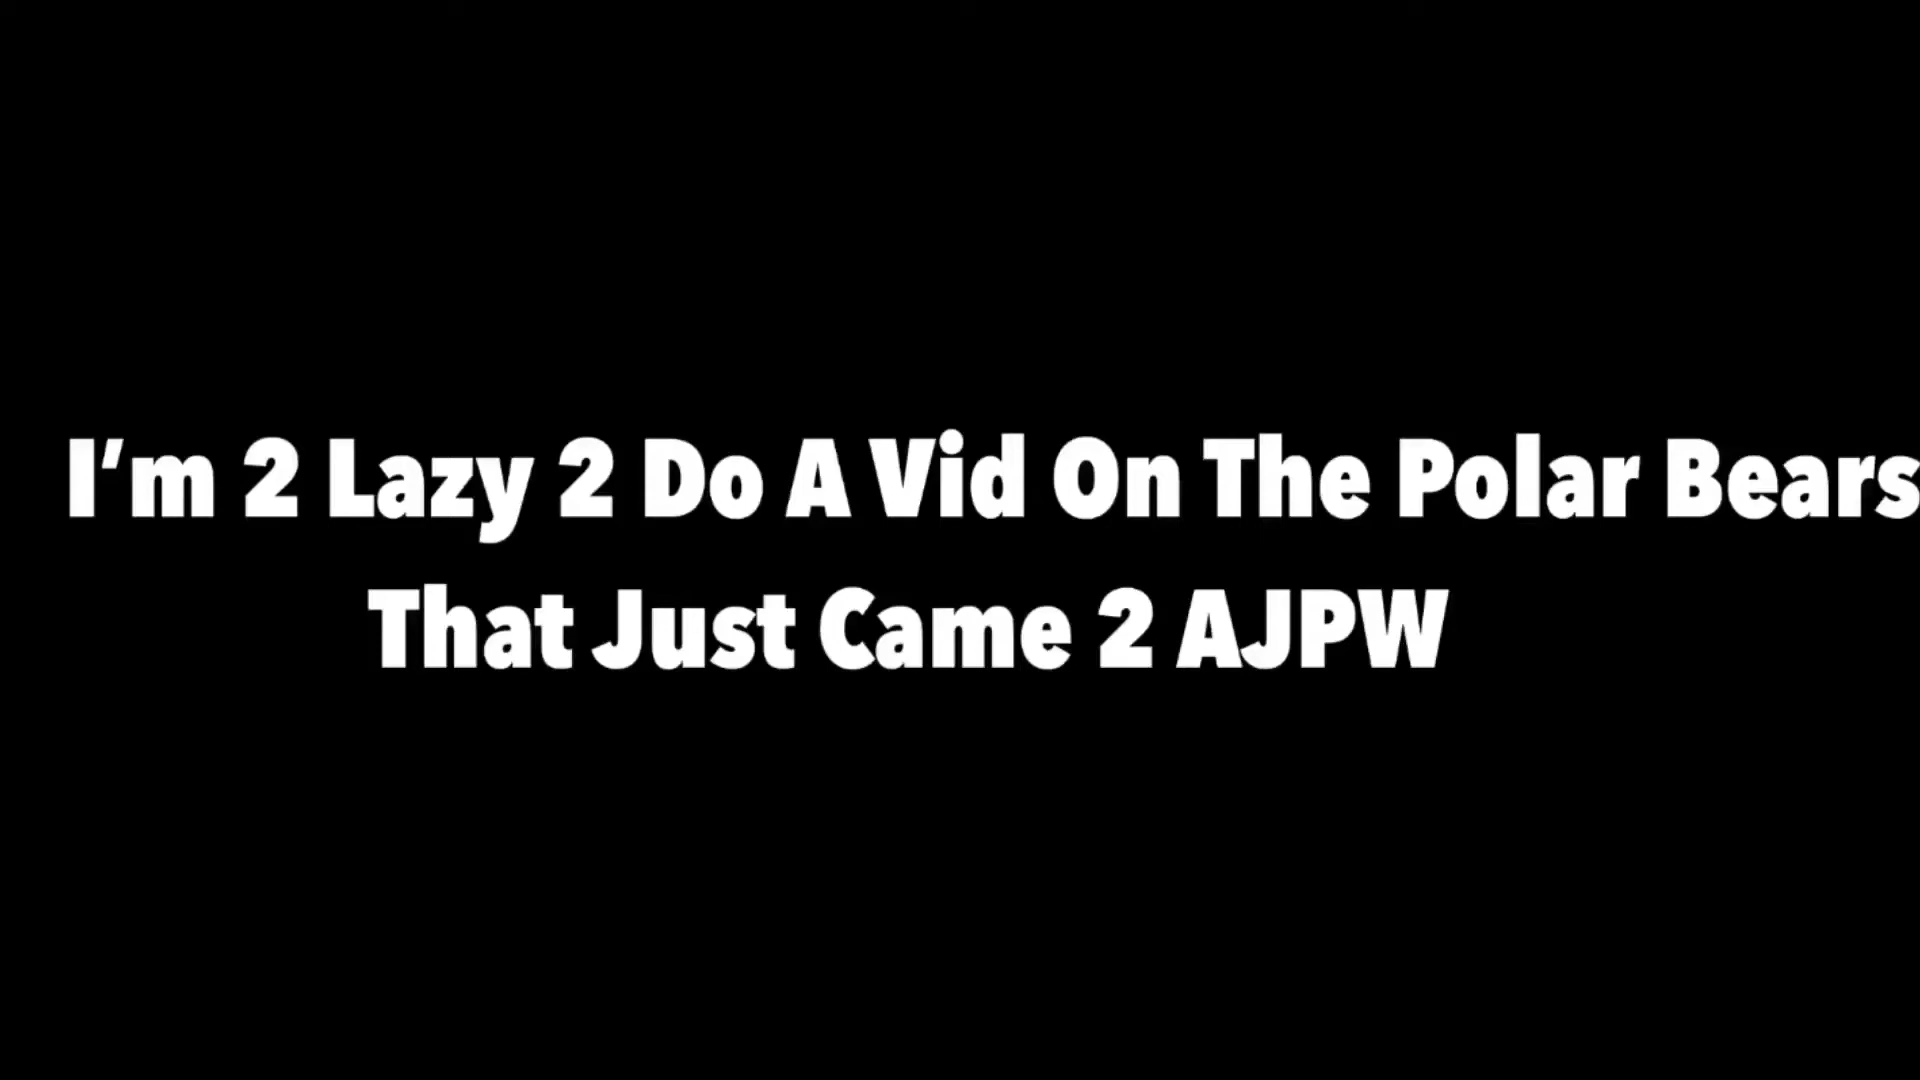 I’m 2 Lazy 2 Do A Vid On The Polar Bears
That Just Came 2 AJPW